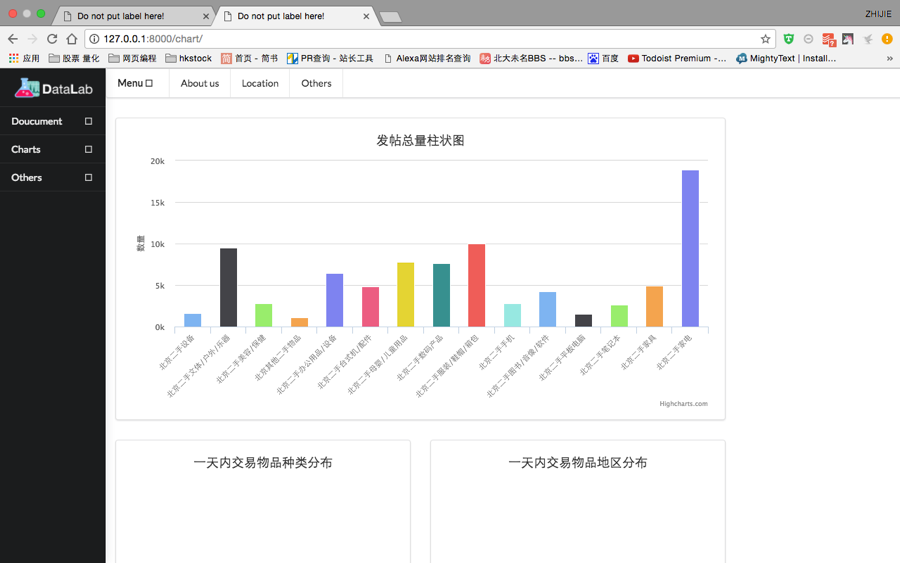 Do not put label here!
Do not put label here!
ZHIJIE
127.0.0.1:8000/chart/
应用 股票 量化 网页编程 hkstock 首页 - 简书 PR查询 - 站长工具 Alexa网站排名查询 北大未名BBS -- bbs... 百度 Todoist Premium -... MightyText | Install... »
DataLab
Menu About us Location Others
Doucument
Charts
Others
发帖总量柱状图
数量
20k
15k
10k
5k
0k
北京二手设备
北京二手文体/户外/乐器
北京二手美容/保健
北京其他二手物品
北京二手办公用品/设备
北京二手台式机/配件
北京二手母婴/儿童用品
北京二手数码产品
北京二手服装/鞋帽/箱包
北京二手手机
北京二手图书/音像/软件
北京二手平板电脑
北京二手笔记本
北京二手家具
北京二手家电
Highcharts.com
一天内交易物品种类分布
一天内交易物品地区分布